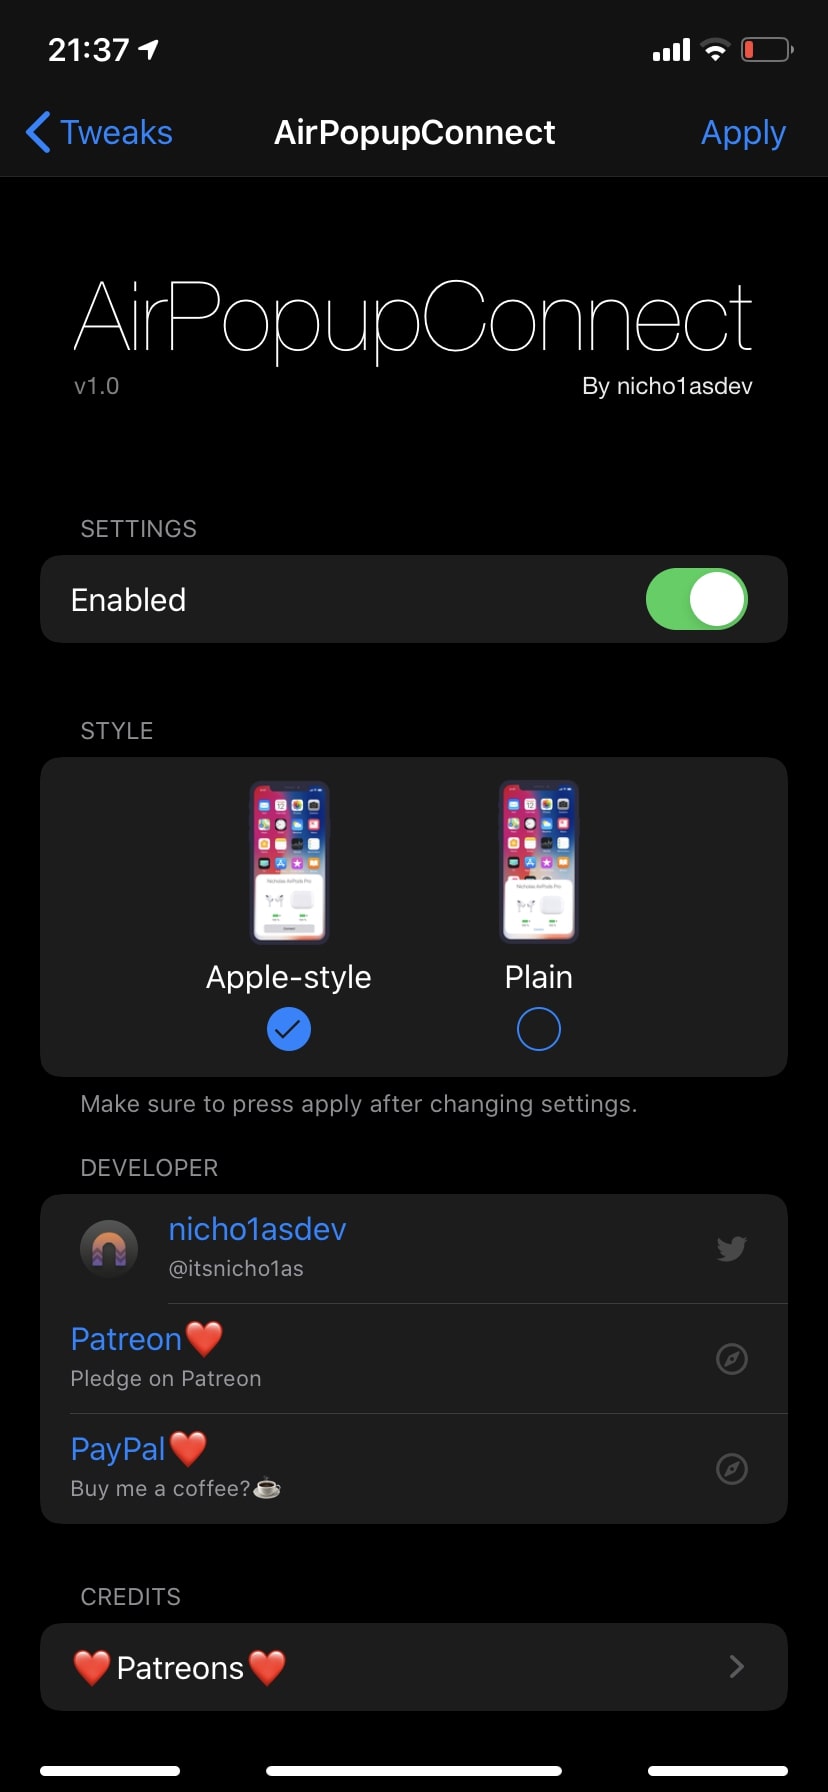 21:37
Tweaks
AirPopupConnect
Apply
AirPopupConnect
v1.0
By nicho1asdev
SETTINGS
Enabled
STYLE
Apple-style
Plain
Make sure to press apply after changing settings.
DEVELOPER
nicho1asdev
@itsnicho1as
Patreon❤️
Pledge on Patreon
PayPal❤️
Buy me a coffee?☕️
CREDITS
❤️Patreons❤️